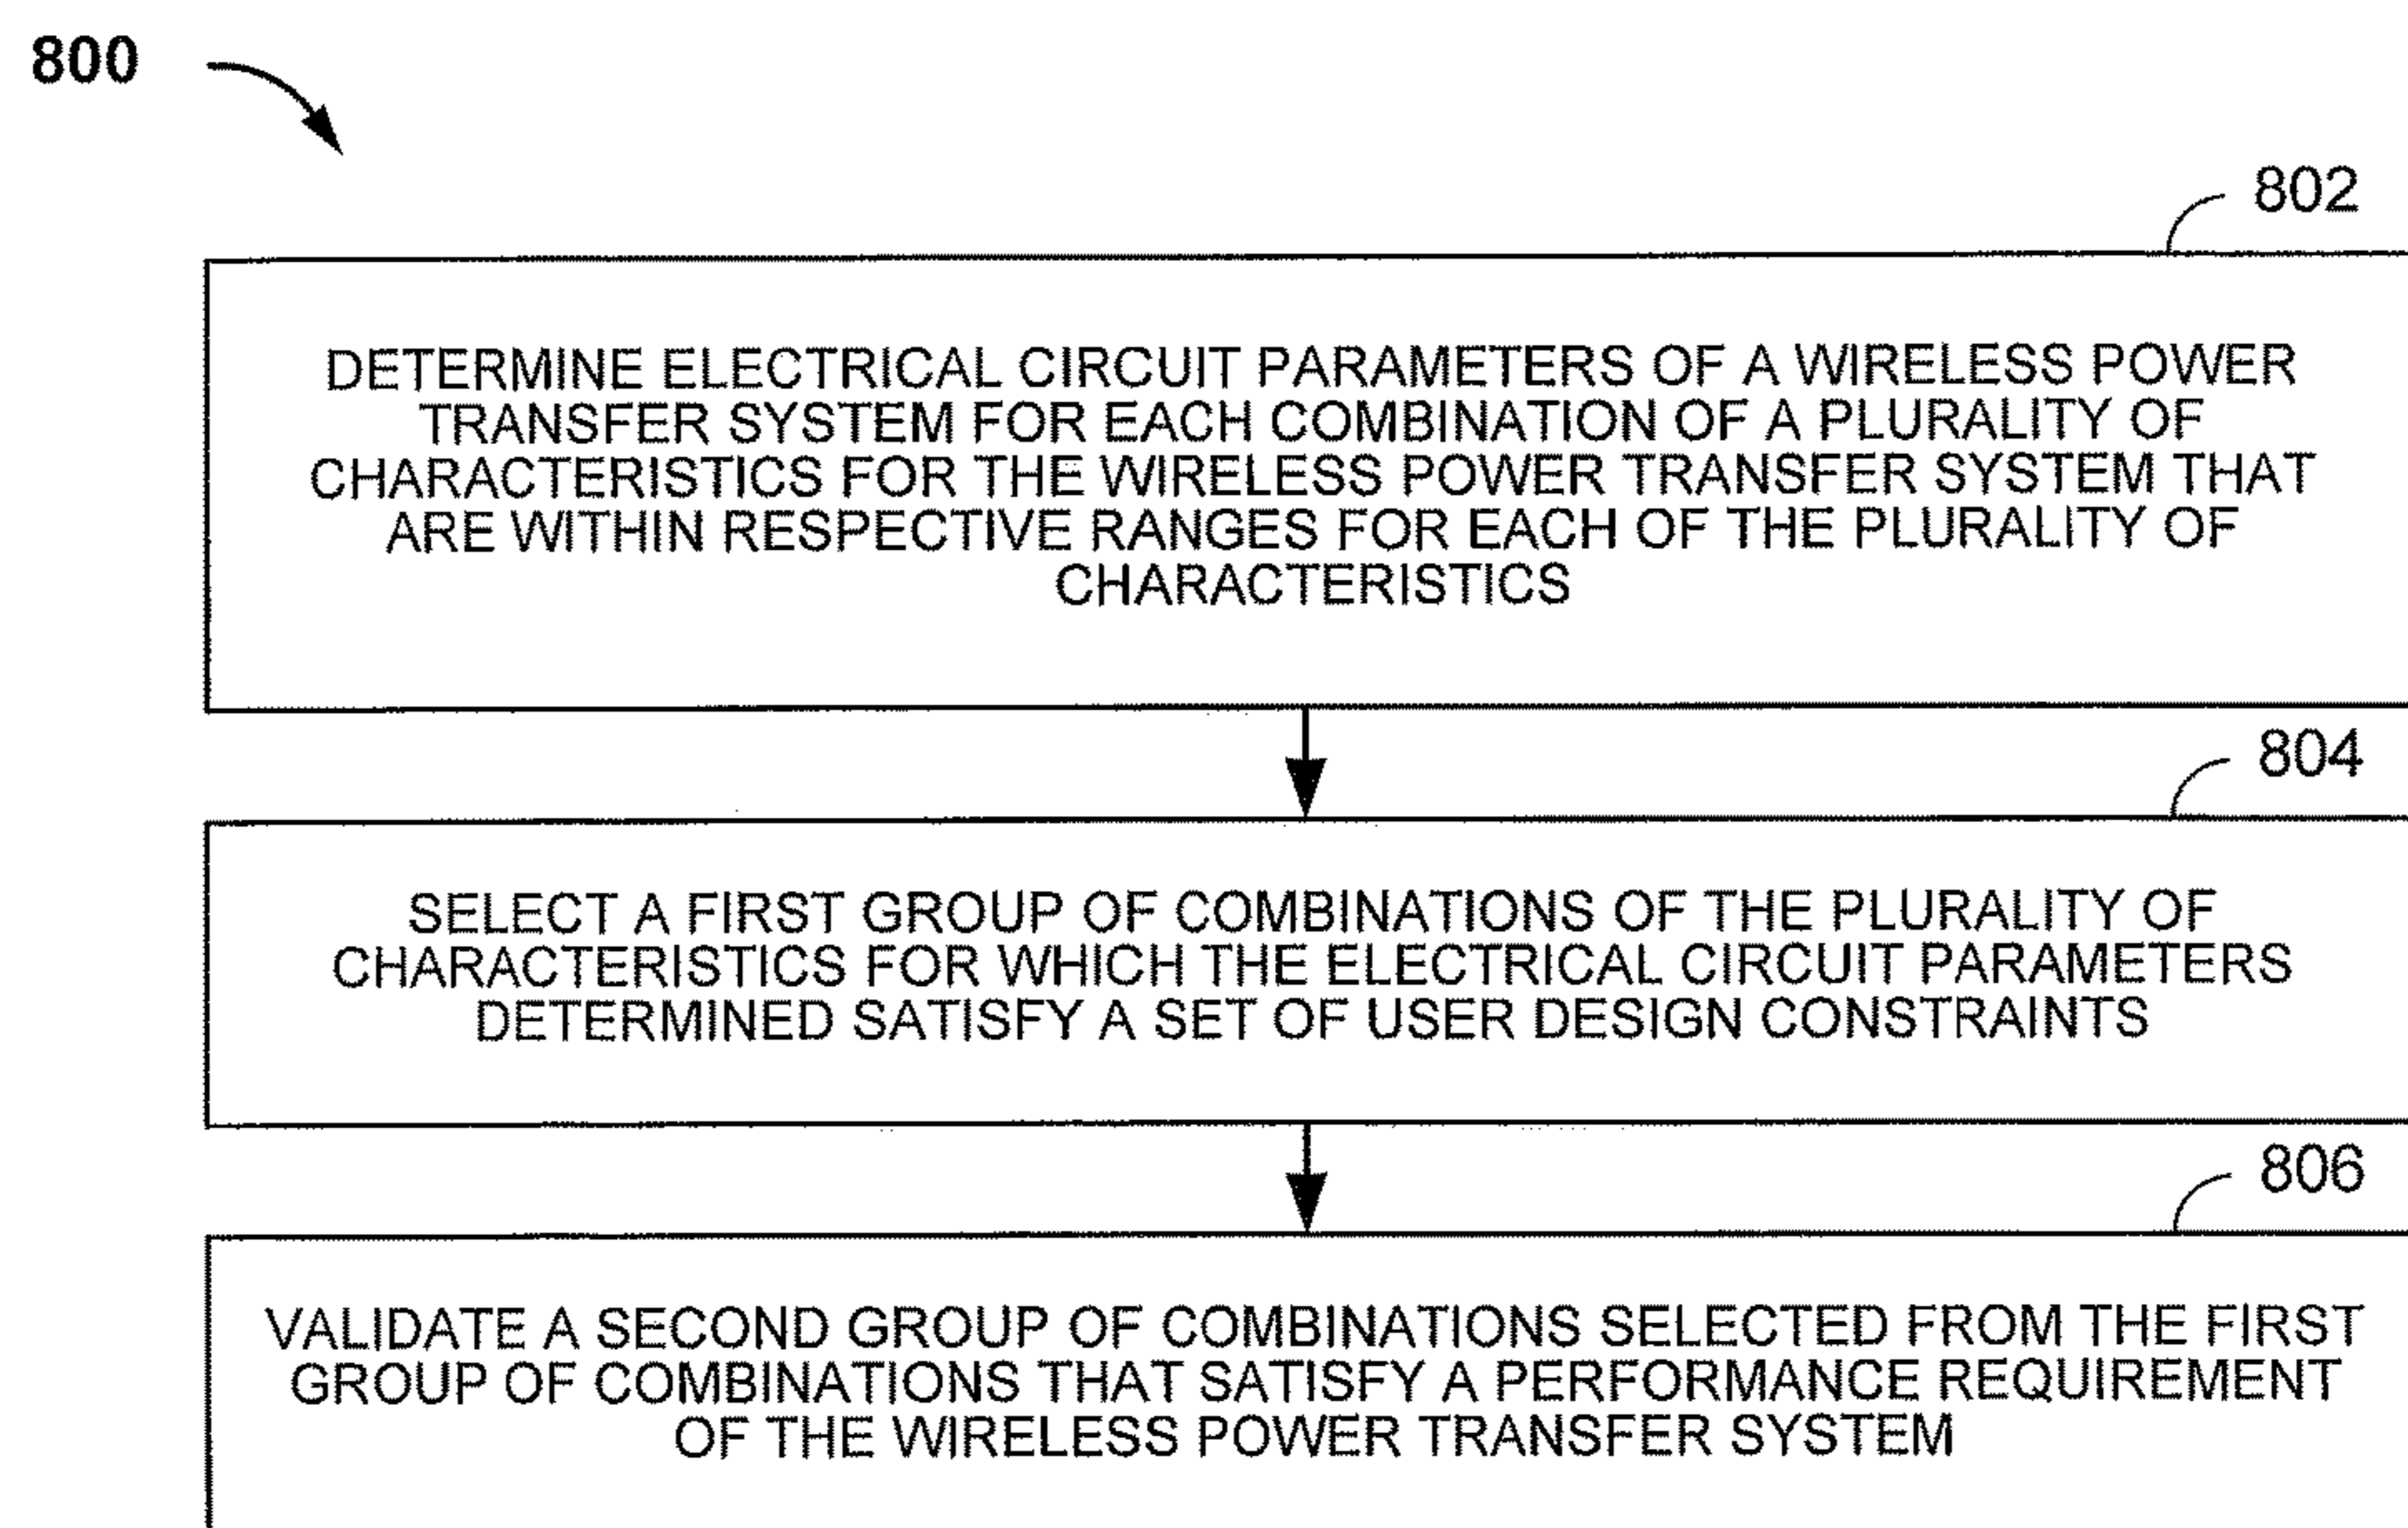 800
802
DETERMINE ELECTRICAL CIRCUIT PARAMETERS OF A WIRELESS POWER
TRANSFER SYSTEM FOR EACH COMBINATION OF A PLURALITY OF
CHARACTERISTICS FOR THE WIRELESS POWER TRANSFER SYSTEM THAT
ARE WITHIN RESPECTIVE RANGES FOR EACH OF THE PLURALITY OF
CHARACTERISTICS
804
SELECT A FIRST GROUP OF COMBINATIONS OF THE PLURALITY OF
CHARACTERISTICS FOR WHICH THE ELECTRICAL CIRCUIT PARAMETERS
DETERMINED SATISFY A SET OF USER DESIGN CONSTRAINTS
806
VALIDATE A SECOND GROUP OF COMBINATIONS SELECTED FROM THE FIRST
GROUP OF COMBINATIONS THAT SATISFY A PERFORMANCE REQUIREMENT
OF THE WIRELESS POWER TRANSFER SYSTEM